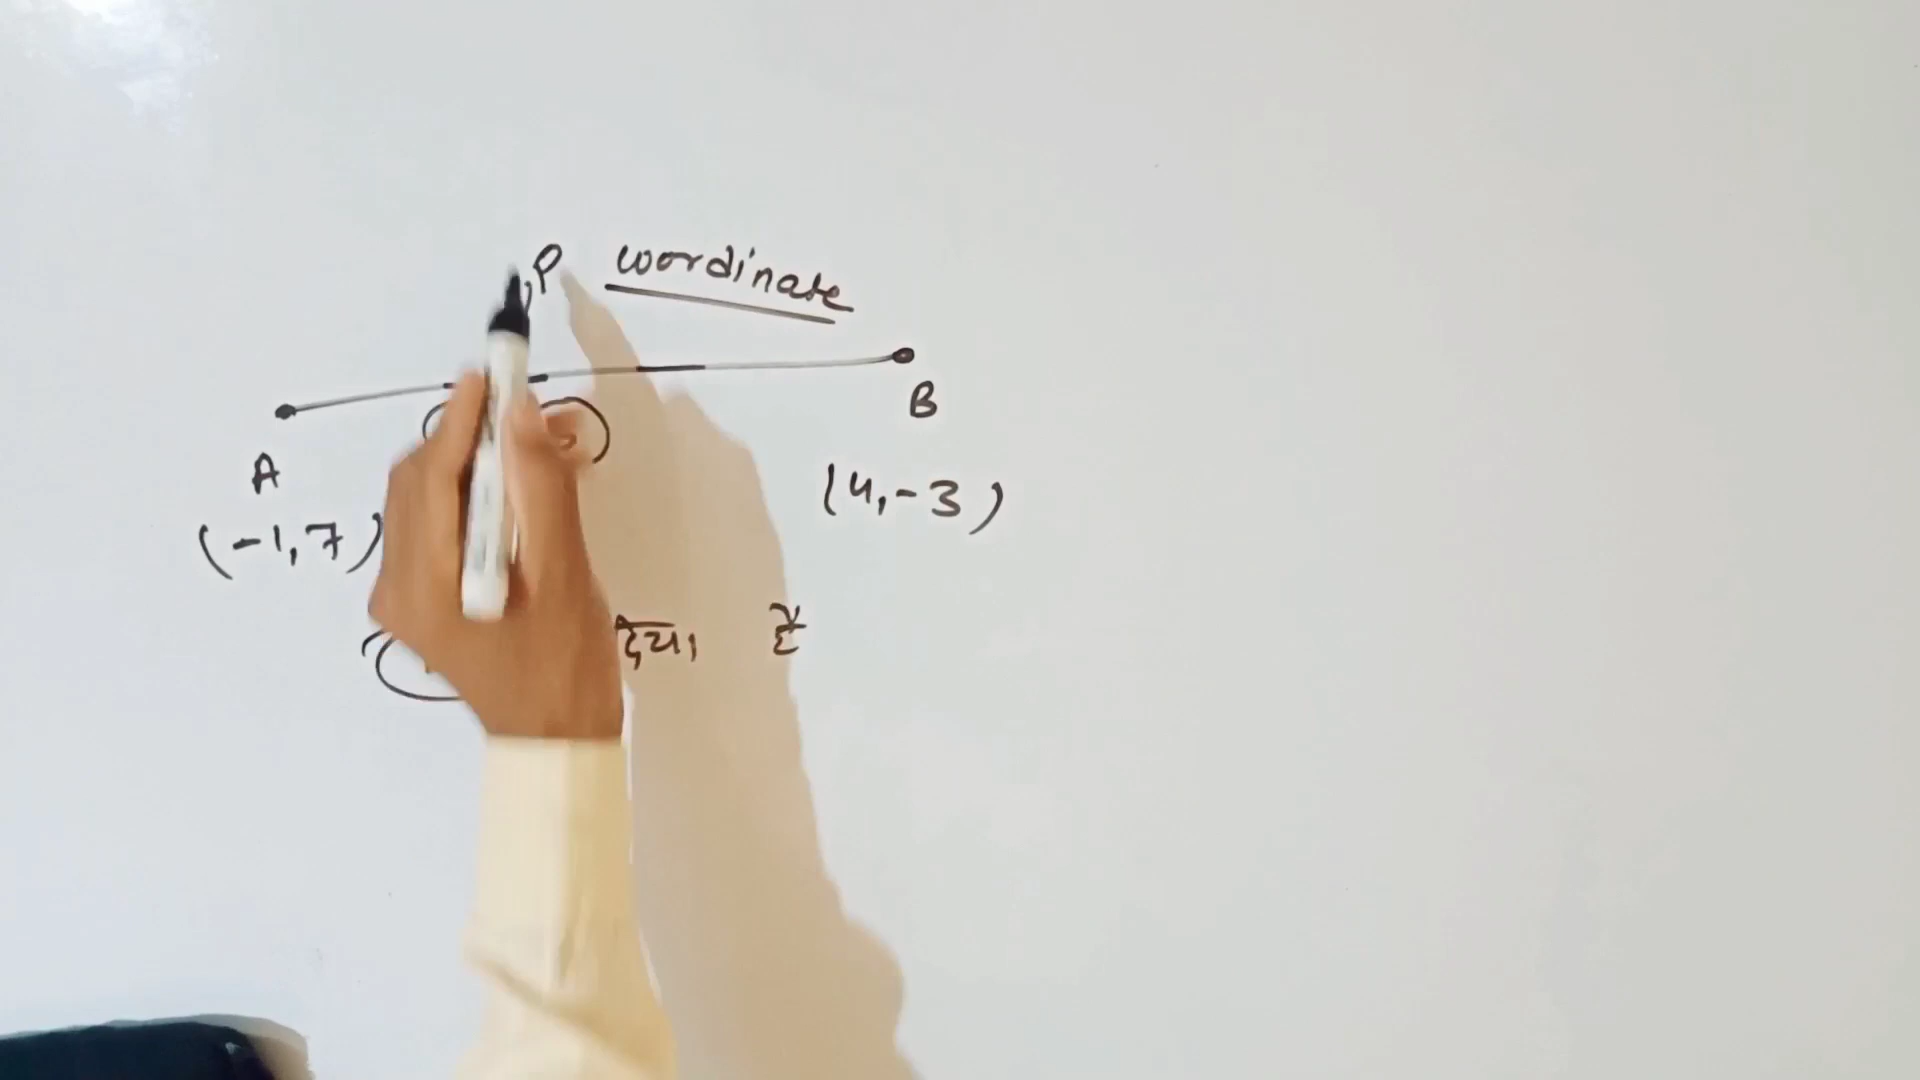 P coordinate
B
A
(4,-3)
(-1,7)
दिया है